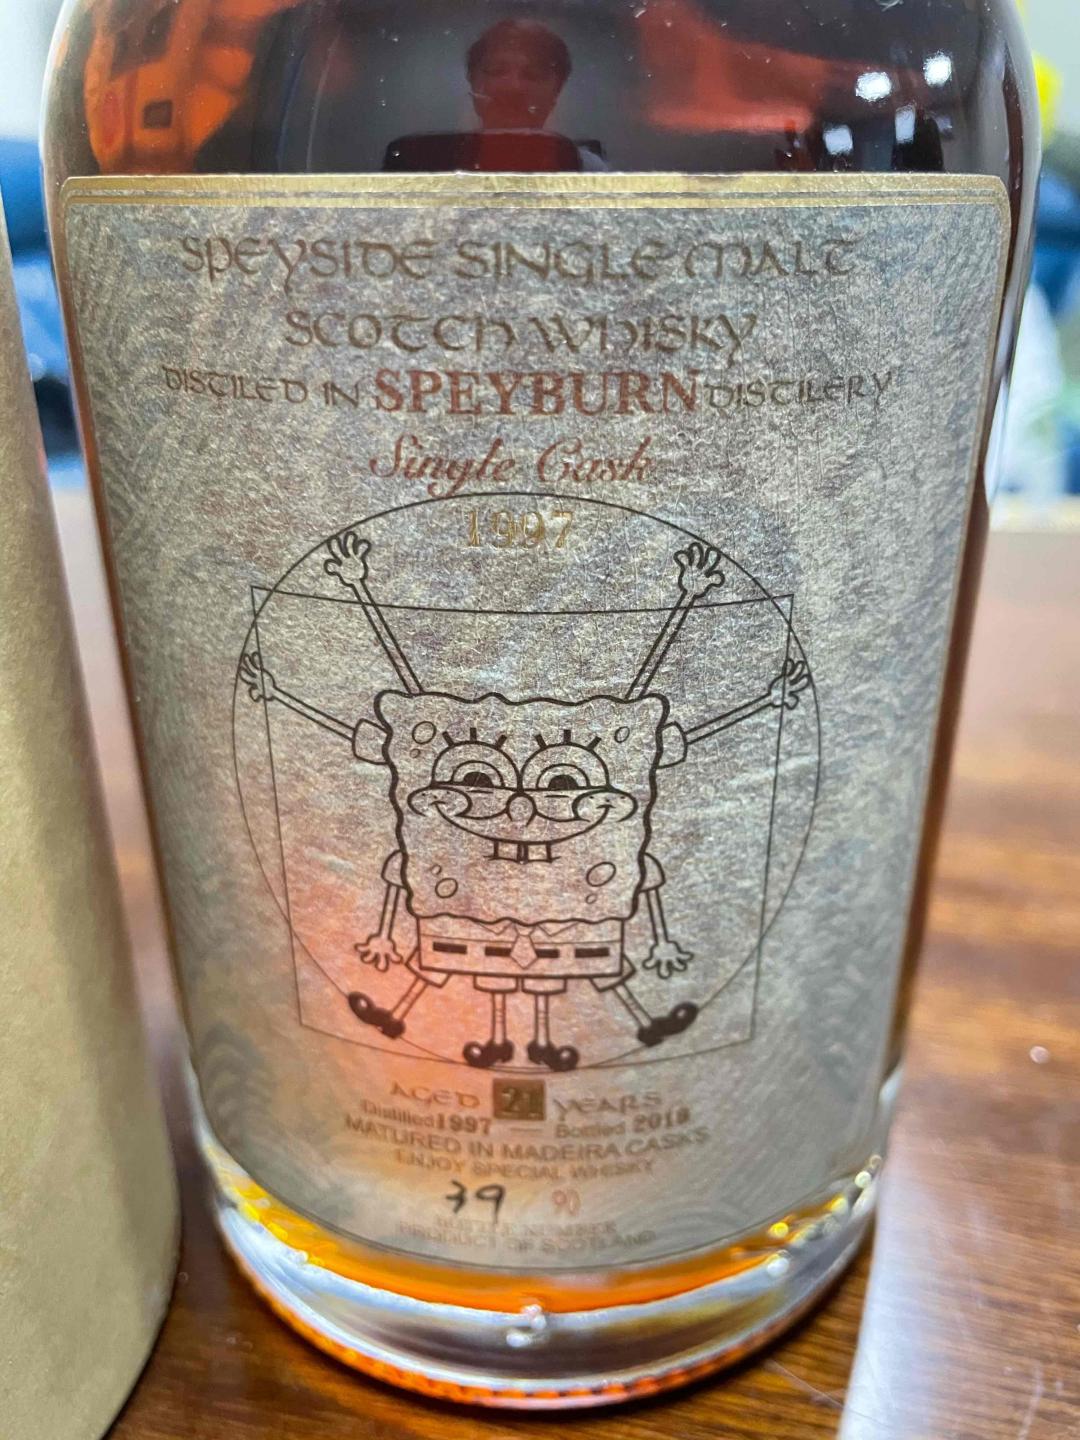 SPEYSIDE SINGLE MALT
SCOTCH WHISKY
DISTILED IN SPEYBURN DISTILERY
Single Cask
1997
AGED 21 YEARS
Distilled 1997 — Bottled 2018
MATURED IN MADEIRA CASKS
ENJOY SPECIAL WHISKY
39 90
BOTTLE NUMBER
PRODUCT OF SCOTLAND